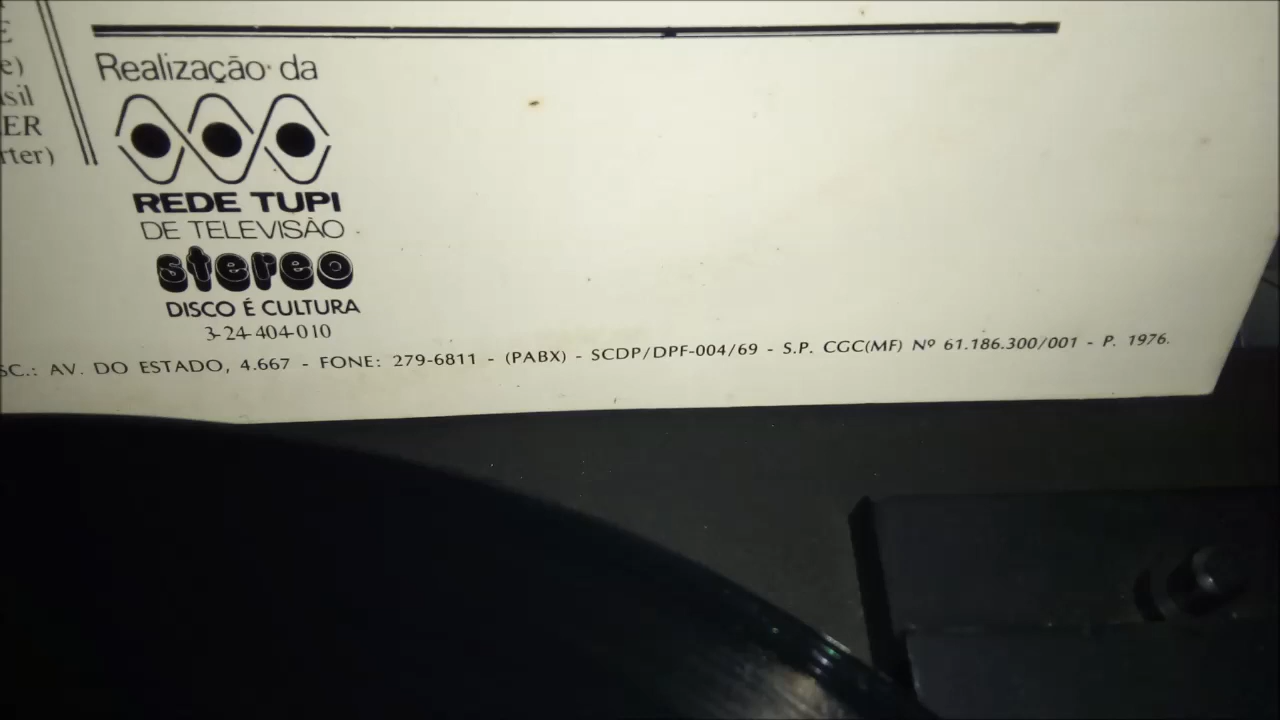 e)
sil
ER
rter)
Realização da
REDE TUPI
DE TELEVISÃO
stereo
DISCO É CULTURA
3-24-404-010
SC.: AV. DO ESTADO, 4.667 - FONE: 279-6811 - (PABX) - SCDP/DPF-004/69 - S.P. CGC(MF) Nº 61.186.300/001 - P. 1976.